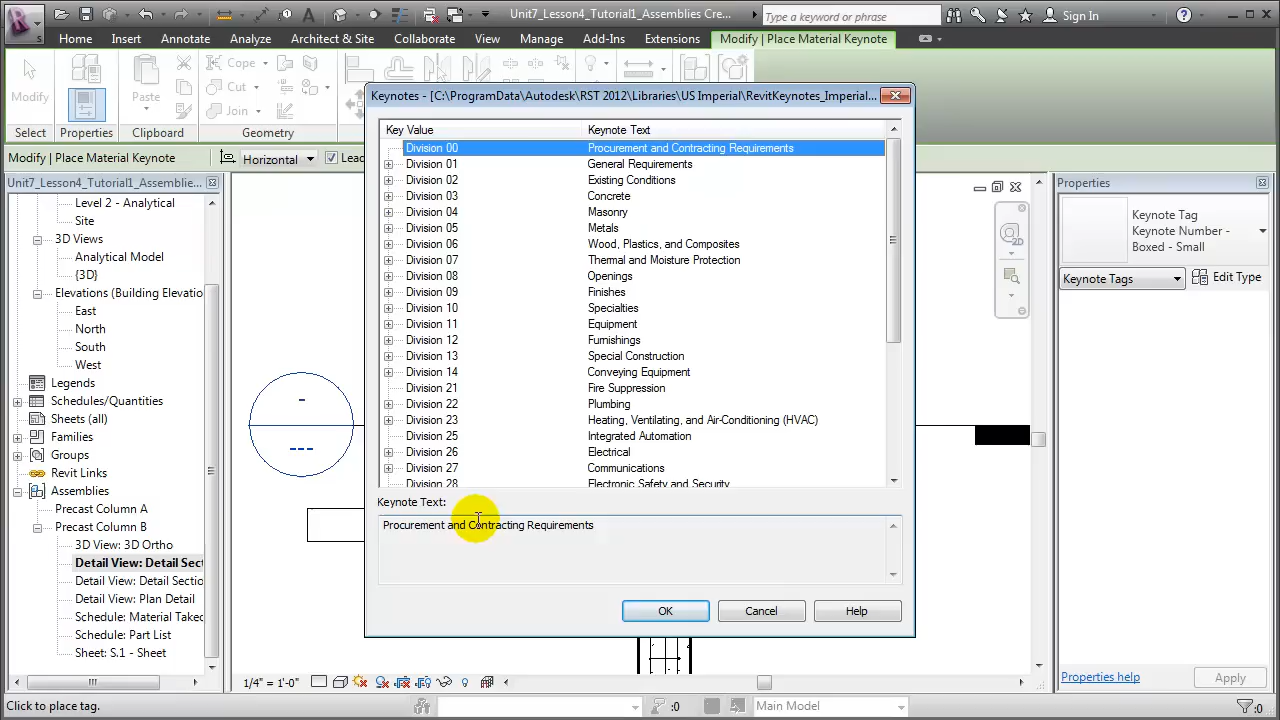 Unit7_Lesson4_Tutorial1_Assemblies Cre...
Type a keyword or phrase
Sign In
Home Insert Annotate Analyze Architect & Site Collaborate View Manage Add-Ins Extensions Modify | Place Material Keynote
Modify
Paste
Cope
Cut
Join
Select Properties Clipboard Geometry
Modify | Place Material Keynote
Horizontal
Lead
Unit7_Lesson4_Tutorial1_Assemblie...
Level 2 - Analytical
Site
3D Views
Analytical Model
{3D}
Elevations (Building Elevatio
East
North
South
West
Legends
Schedules/Quantities
Sheets (all)
Families
Groups
Revit Links
Assemblies
Precast Column A
Precast Column B
3D View: 3D Ortho
Detail View: Detail Sect
Detail View: Detail Sectio
Detail View: Plan Detail
Schedule: Material Takec
Schedule: Part List
Sheet: S.1 - Sheet
Keynotes - [C:\ProgramData\Autodesk\RST 2012\Libraries\US Imperial\RevitKeynotes_Imperial...
Key Value Keynote Text
Division 00 Procurement and Contracting Requirements
Division 01 General Requirements
Division 02 Existing Conditions
Division 03 Concrete
Division 04 Masonry
Division 05 Metals
Division 06 Wood, Plastics, and Composites
Division 07 Thermal and Moisture Protection
Division 08 Openings
Division 09 Finishes
Division 10 Specialties
Division 11 Equipment
Division 12 Furnishings
Division 13 Special Construction
Division 14 Conveying Equipment
Division 21 Fire Suppression
Division 22 Plumbing
Division 23 Heating, Ventilating, and Air-Conditioning (HVAC)
Division 25 Integrated Automation
Division 26 Electrical
Division 27 Communications
Division 28 Electronic Safety and Security
Keynote Text:
Procurement and Contracting Requirements
OK Cancel Help
Properties
Keynote Tag
Keynote Number -
Boxed - Small
Keynote Tags
Edit Type
2D
Properties help
Apply
1/4" = 1'-0"
Click to place tag.
:0
Main Model
:0